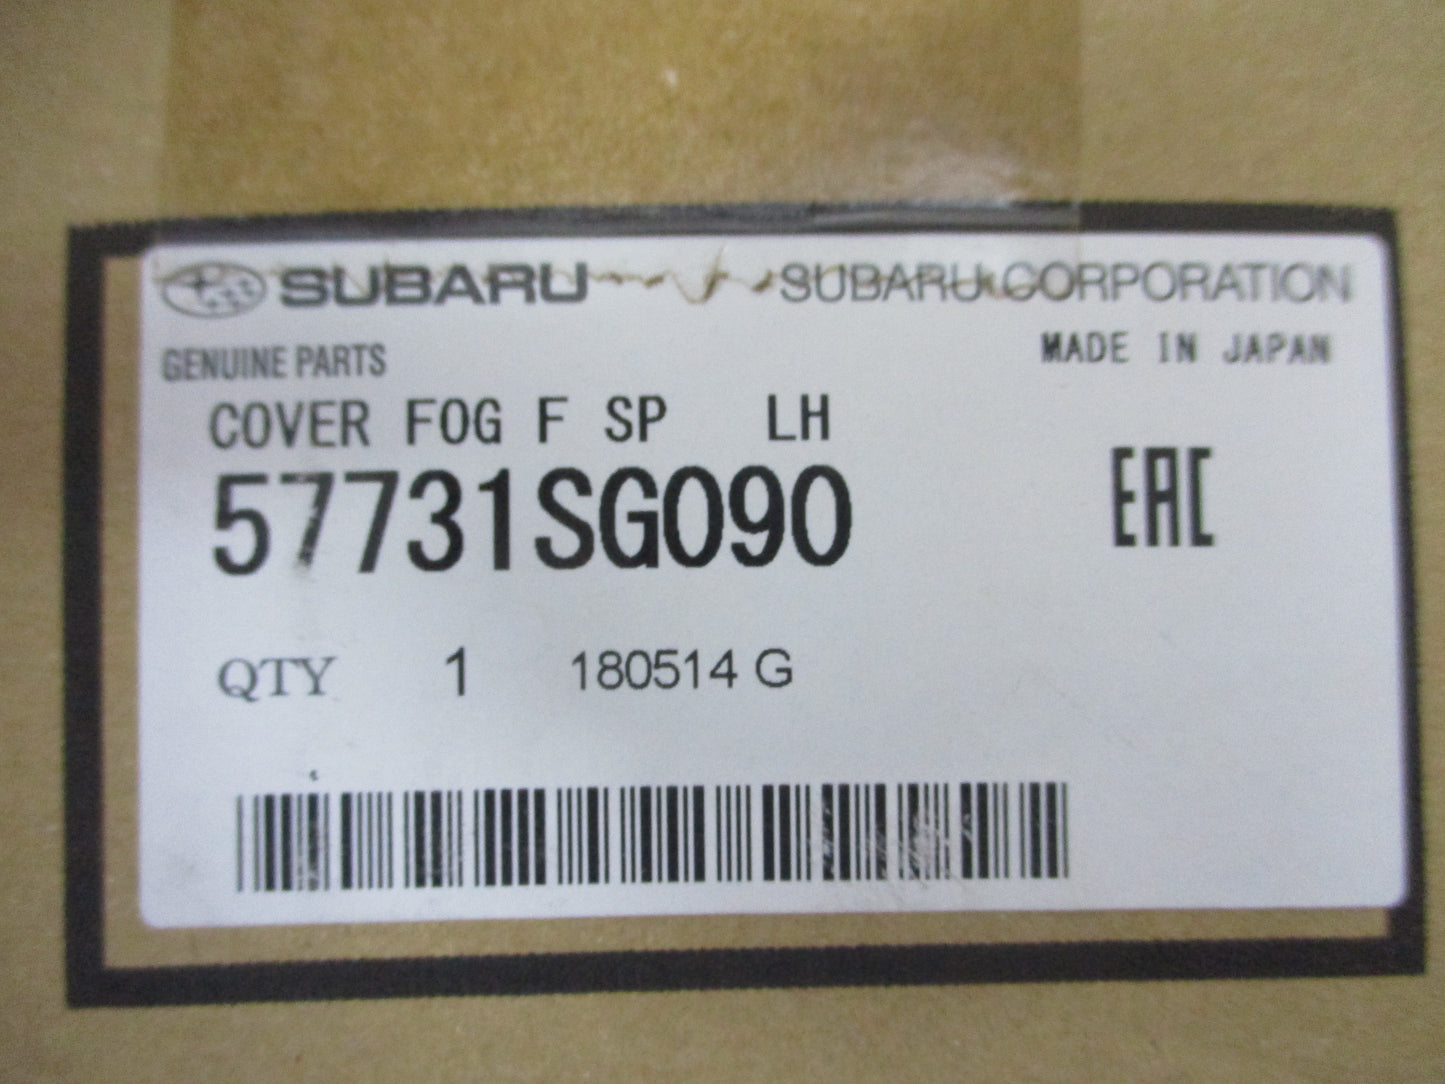 SUBARU SUBARU CORPORATION
GENUINE PARTS MADE IN JAPAN
COVER FOG F SP LH
57731SG090 EAC
QTY 1 180514 G